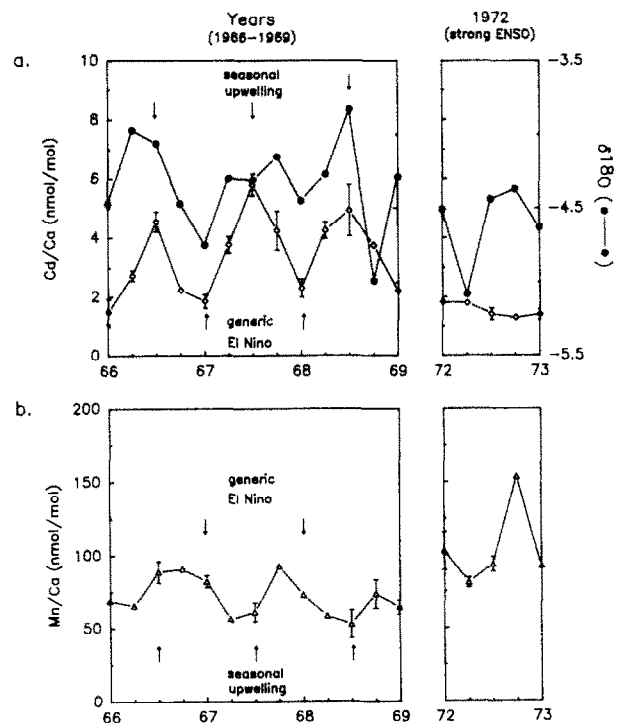 Years
(1966–1969)
1972
(strong ENSO)
a.
seasonal
upwelling
Cd/Ca (nmol/mol)
10
8
6
4
2
0
generic
El Nino
66
67
68
69
72
73
-3.5
-4.5
-5.5
δ18O (●—●)
b.
Mn/Ca (nmol/mol)
200
150
100
50
0
generic
El Nino
seasonal
upwelling
66
67
68
69
72
73